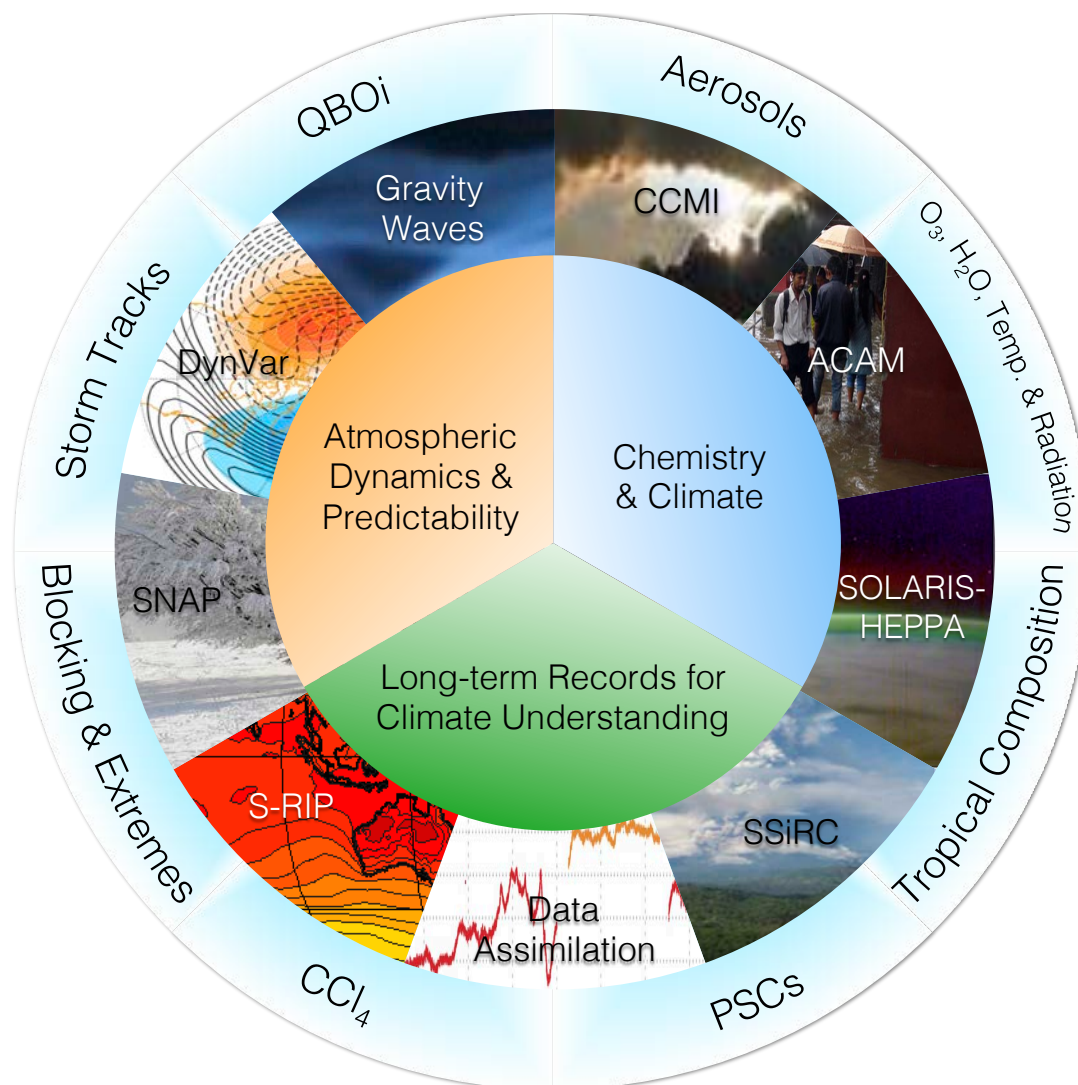 QBOi
Aerosols
O₃, H₂O, Temp. & Radiation
Tropical Composition
PSCs
CCl₄
Blocking & Extremes
Storm Tracks
Gravity
Waves
CCMI
ACAM
SOLARIS-
HEPPA
SSiRC
Data
Assimilation
S-RIP
SNAP
DynVar
Atmospheric
Dynamics &
Predictability
Chemistry
& Climate
Long-term Records for
Climate Understanding